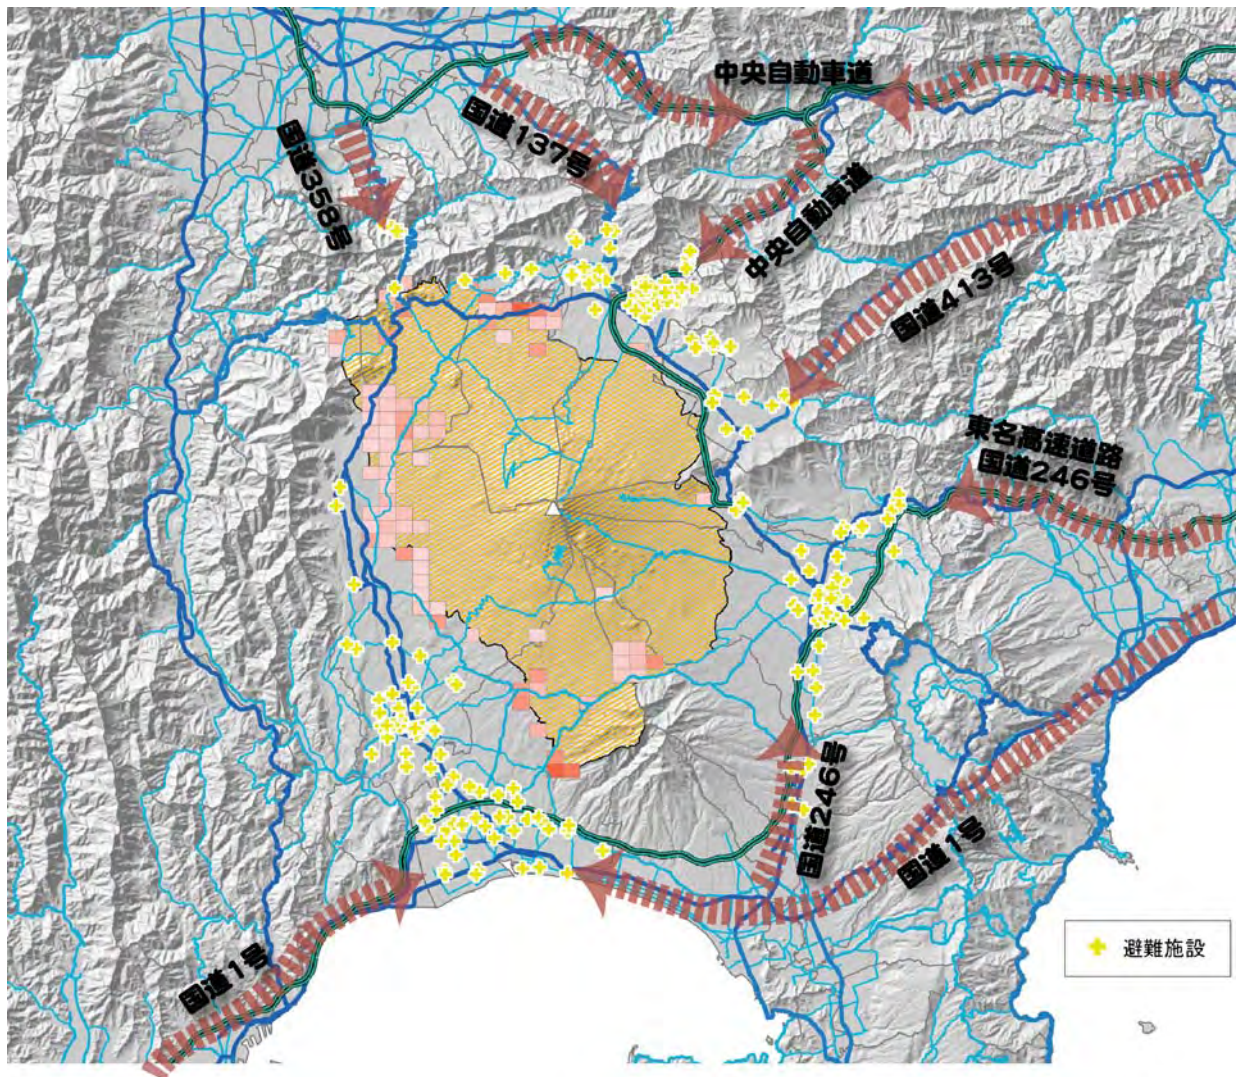 中央自動車道
国道137号
国道358号
中央自動車道
国道413号
東名高速道路
国道246号
国道246号
国道1号
国道1号
避難施設